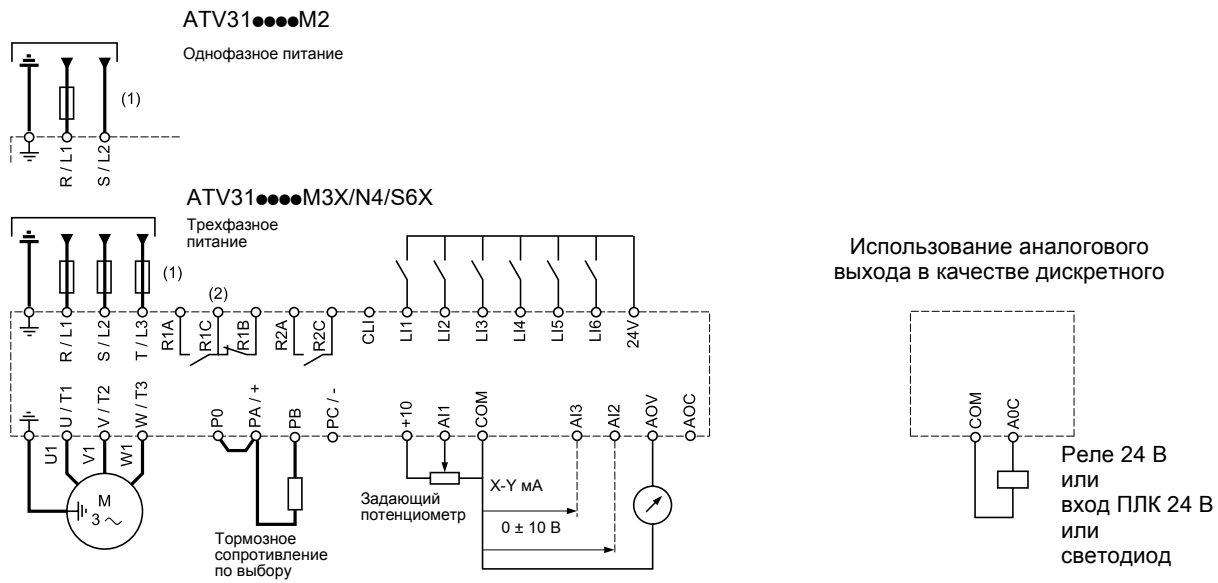 ATV31●●●●M2
Однофазное питание
(1)
R / L1
S / L2
ATV31●●●●M3X/N4/S6X
Трехфазное
питание
(1)
(2)
R / L1
S / L2
T / L3
R1A
R1C
R1B
R2A
R2C
CLI
LI1
LI2
LI3
LI4
LI5
LI6
24V
U / T1
V / T2
W / T3
P0
PA / +
PB
PC / -
+10
AI1
COM
AI3
AI2
AOV
AOC
U1
V1
W1
M
3
Тормозное
сопротивление
по выбору
Задающий
потенциометр
X-Y мА
0 ± 10 В
Использование аналогового
выхода в качестве дискретного
COM
A0C
Реле 24 В
или
вход ПЛК 24 В
или
светодиод